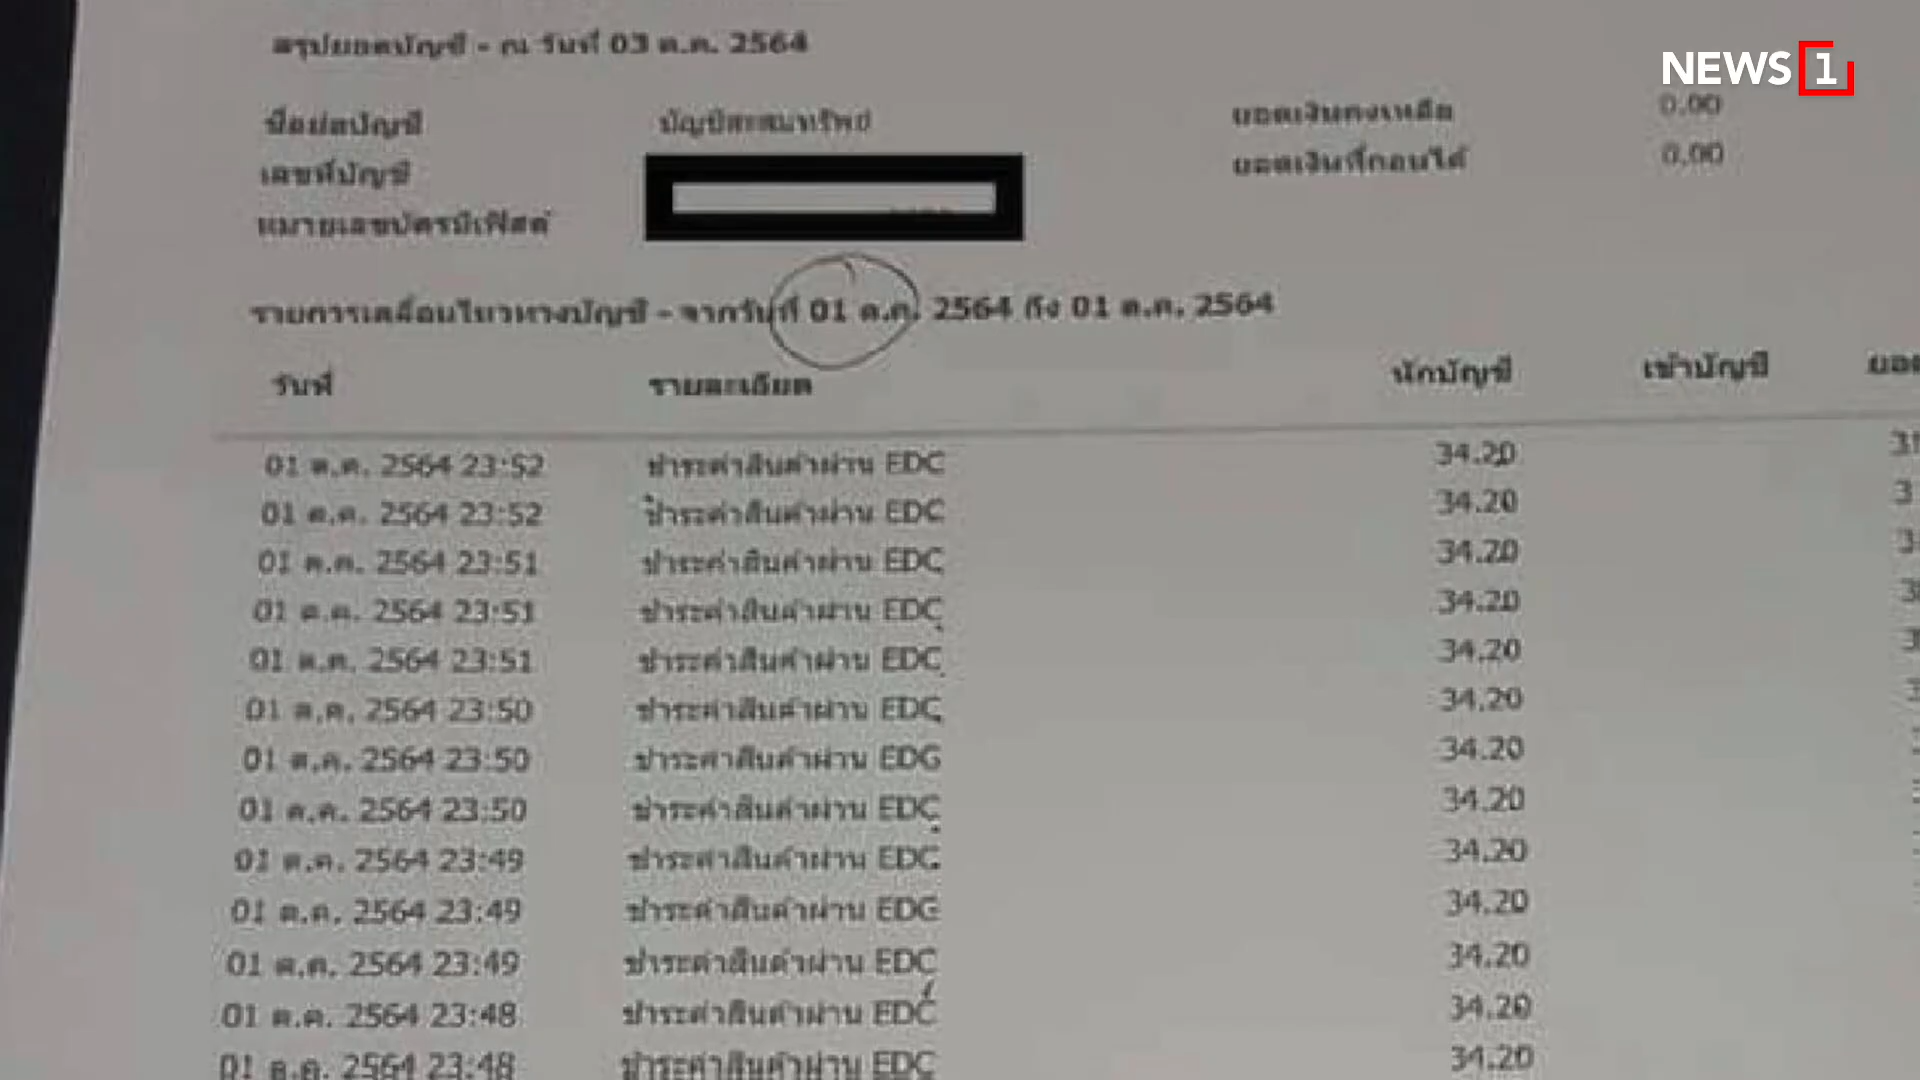 สรุปยอดบัญชี - ณ วันที่ 03 ต.ค. 2564
NEWS 1
ชื่อย่อบัญชี บัญชีสะสมทรัพย์ ยอดเงินคงเหลือ 0.00
เลขที่บัญชี ยอดเงินที่ถอนได้ 0.00
หมายเลขบัตรมีเฟิสต์
รายการเคลื่อนไหวทางบัญชี - จากวันที่ 01 ต.ค. 2564 ถึง 01 ต.ค. 2564
วันที่ รายละเอียด หักบัญชี เข้าบัญชี
01 ต.ค. 2564 23:52 ชำระค่าสินค้าผ่าน EDC 34.20
01 ต.ค. 2564 23:52 ชำระค่าสินค้าผ่าน EDC 34.20
01 ต.ค. 2564 23:51 ชำระค่าสินค้าผ่าน EDC 34.20
01 ต.ค. 2564 23:51 ชำระค่าสินค้าผ่าน EDC 34.20
01 ต.ค. 2564 23:51 ชำระค่าสินค้าผ่าน EDC 34.20
01 ต.ค. 2564 23:50 ชำระค่าสินค้าผ่าน EDC 34.20
01 ต.ค. 2564 23:50 ชำระค่าสินค้าผ่าน EDC 34.20
01 ต.ค. 2564 23:50 ชำระค่าสินค้าผ่าน EDC 34.20
01 ต.ค. 2564 23:49 ชำระค่าสินค้าผ่าน EDC 34.20
01 ต.ค. 2564 23:49 ชำระค่าสินค้าผ่าน EDC 34.20
01 ต.ค. 2564 23:49 ชำระค่าสินค้าผ่าน EDC 34.20
01 ต.ค. 2564 23:48 ชำระค่าสินค้าผ่าน EDC 34.20
01 ต.ค. 2564 23:48 ชำระค่าสินค้าผ่าน EDC 34.20